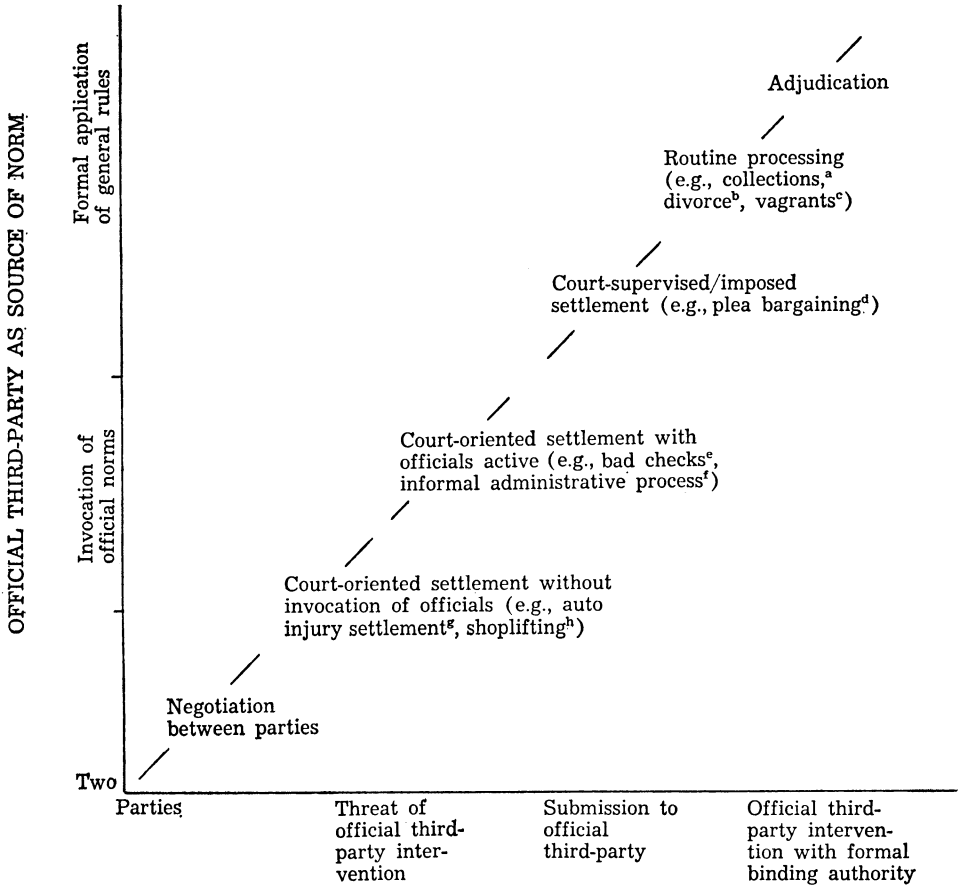 OFFICIAL THIRD-PARTY AS SOURCE OF NORM
Formal application
of general rules
Invocation of
official norms
Adjudication
Routine processing
(e.g., collections,ᵃ
divorceᵇ, vagrantsᶜ)
Court-supervised/imposed
settlement (e.g., plea bargainingᵈ)
Court-oriented settlement with
officials active (e.g., bad checksᵉ,
informal administrative processᶠ)
Court-oriented settlement without
invocation of officials (e.g., auto
injury settlementᵍ, shopliftingʰ)
Negotiation
between parties
Two
Parties
Threat of
official third-
party inter-
vention
Submission to
official
third-party
Official third-
party interven-
tion with formal
binding authority